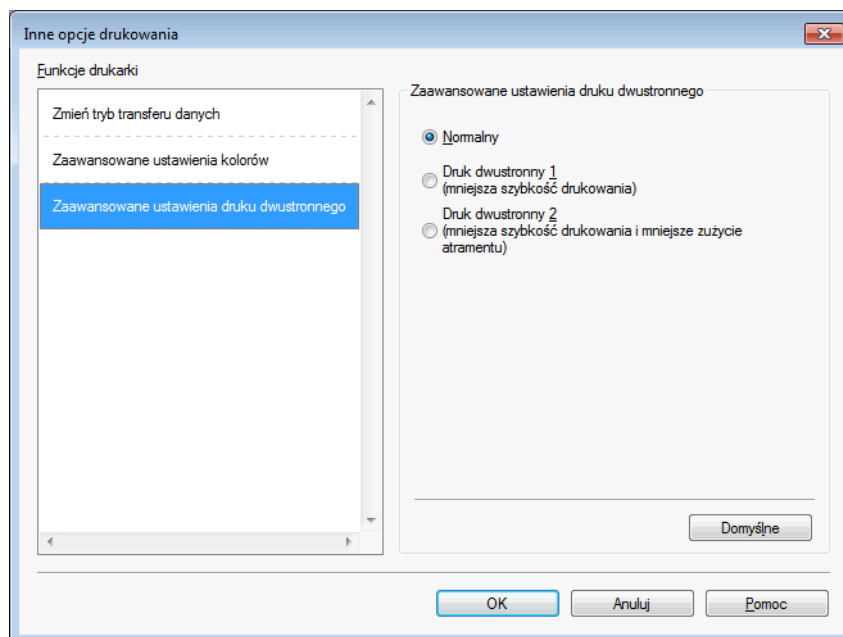 Inne opcje drukowania
Funkcje drukarki
Zmień tryb transferu danych
Zaawansowane ustawienia kolorów
Zaawansowane ustawienia druku dwustronnego
Zaawansowane ustawienia druku dwustronnego
Normalny
Druk dwustronny 1
(mniejsza szybkość drukowania)
Druk dwustronny 2
(mniejsza szybkość drukowania i mniejsze zużycie
atramentu)
Domyślne
OK
Anuluj
Pomoc